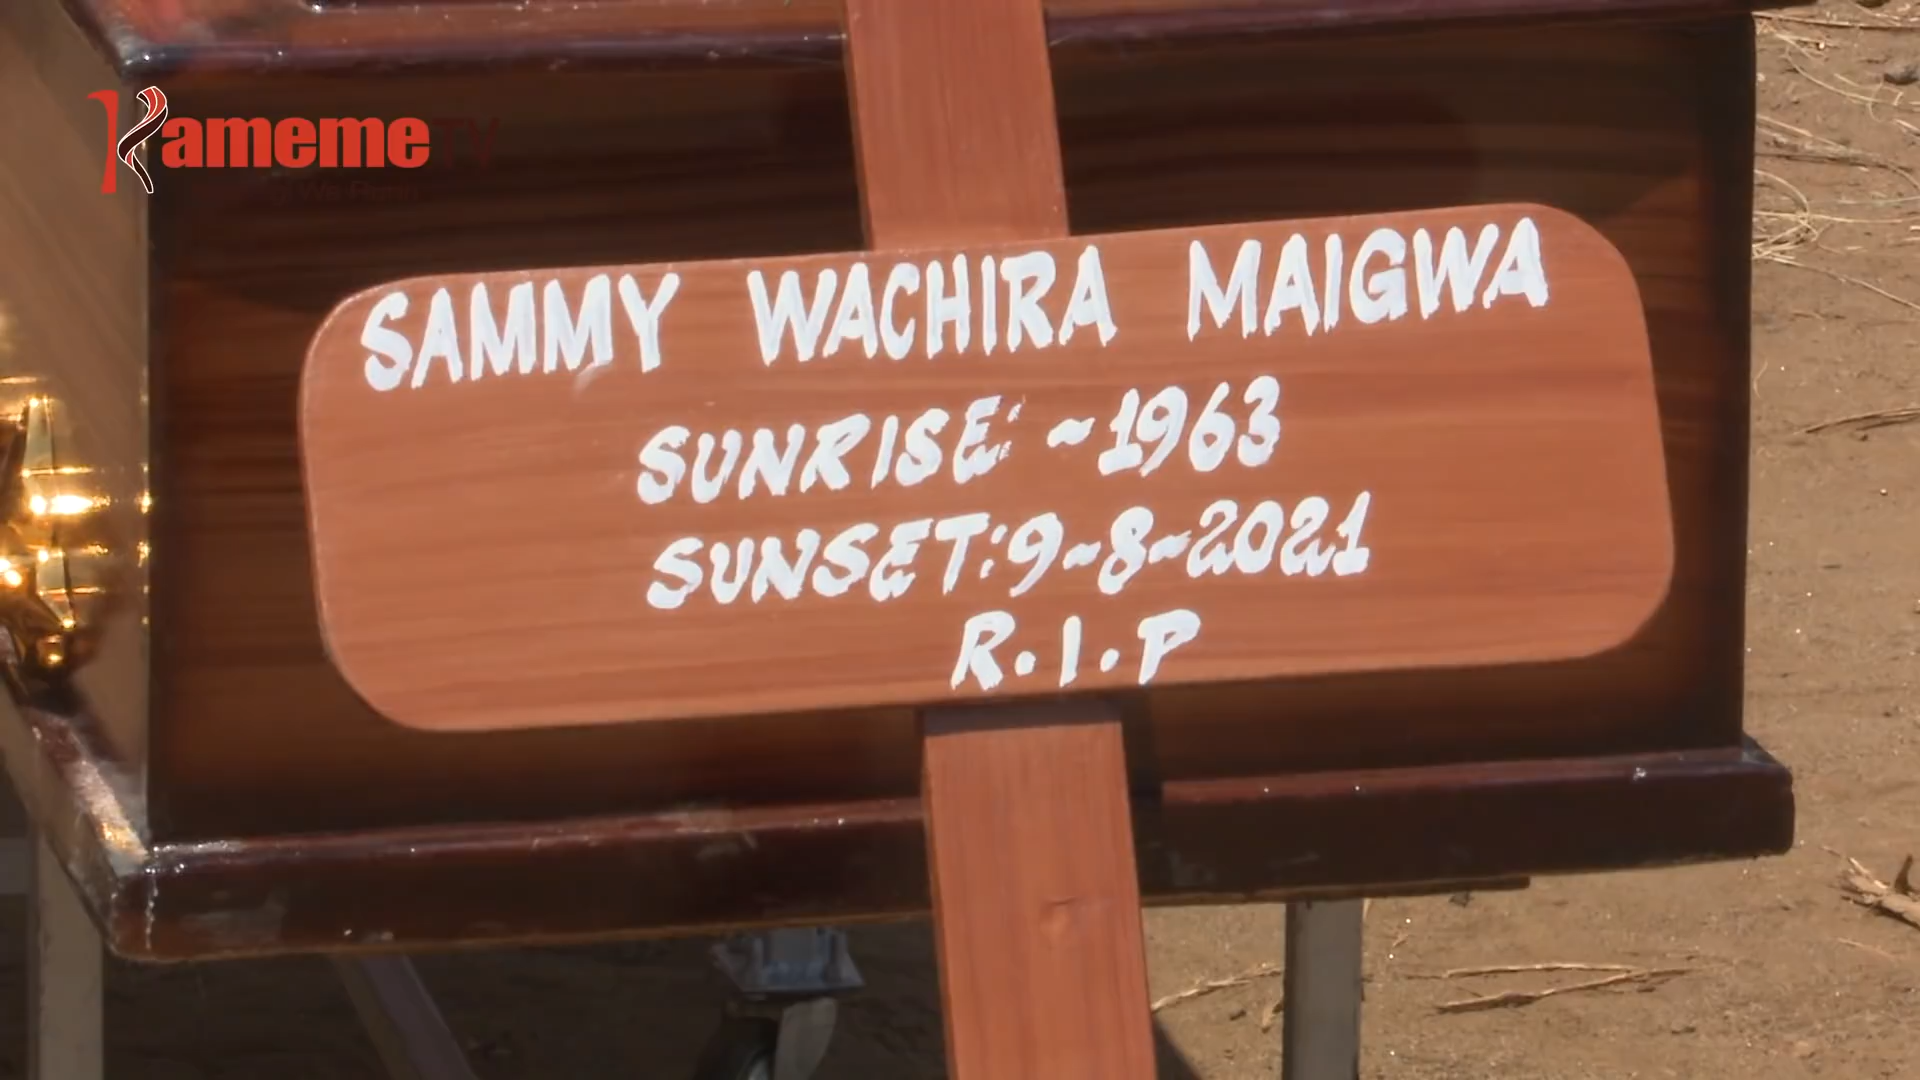 Kameme TV
SAMMY WACHIRA MAIGWA
SUNRISE: ~1963
SUNSET: 9-8-2021
R.I.P